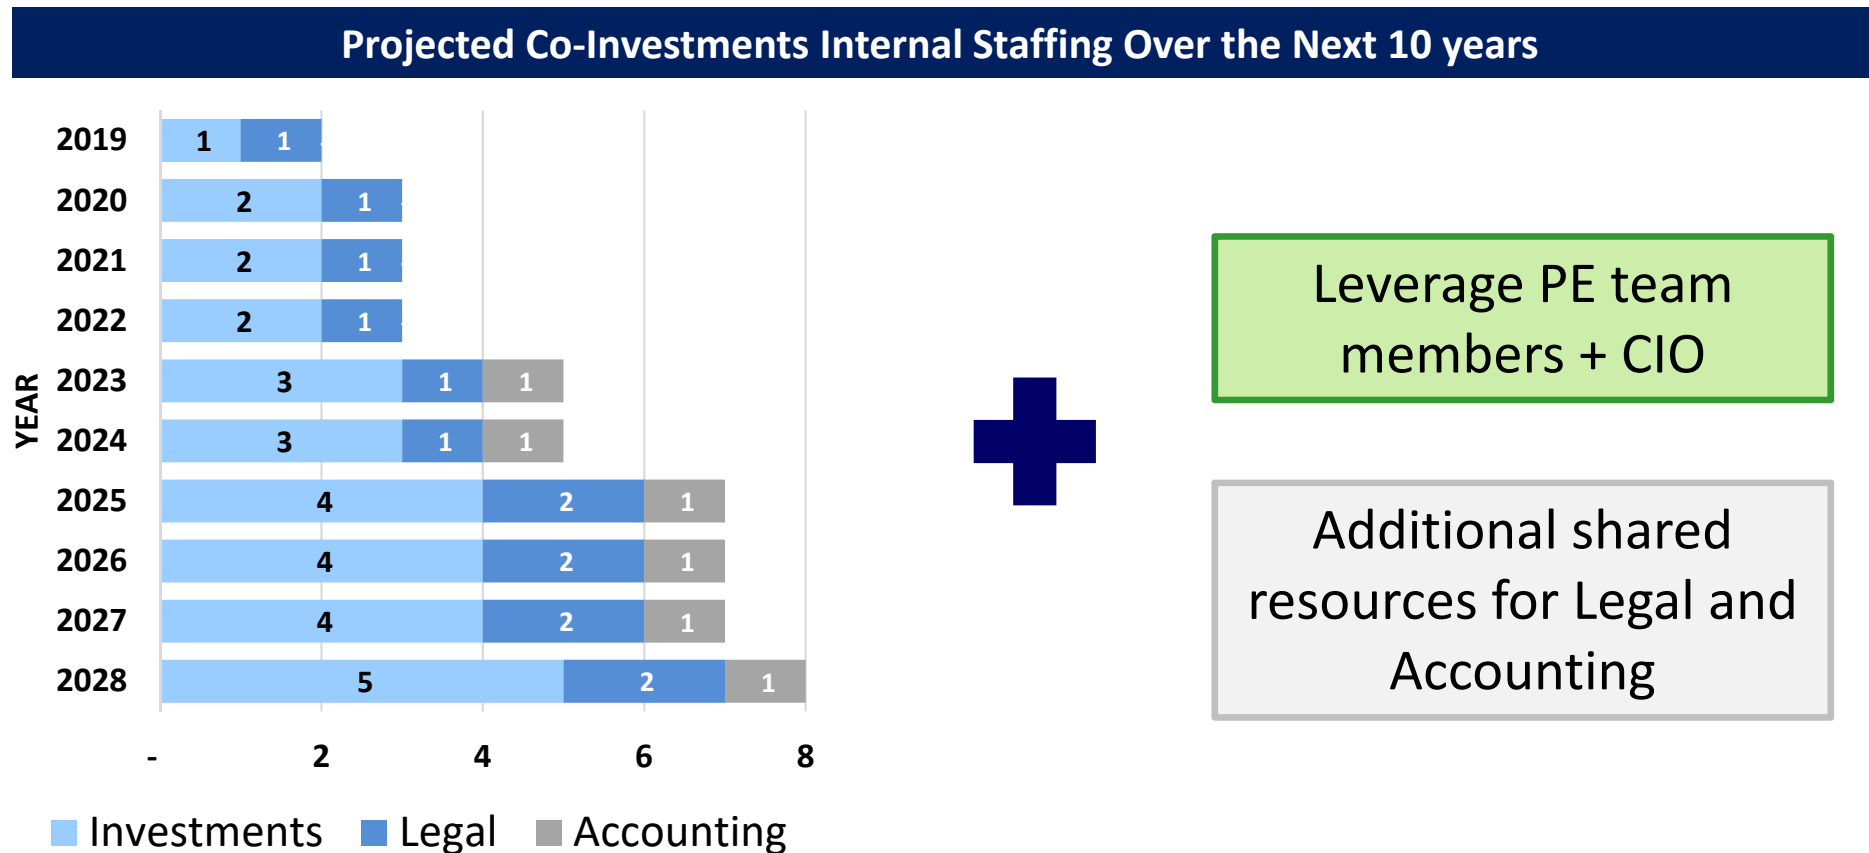 Projected Co-Investments Internal Staffing Over the Next 10 years
YEAR
2019 1 1
2020 2 1
2021 2 1
2022 2 1
2023 3 1 1
2024 3 1 1
2025 4 2 1
2026 4 2 1
2027 4 2 1
2028 5 2 1
- 2 4 6 8
Investments Legal Accounting
Leverage PE team
members + CIO
Additional shared
resources for Legal and
Accounting